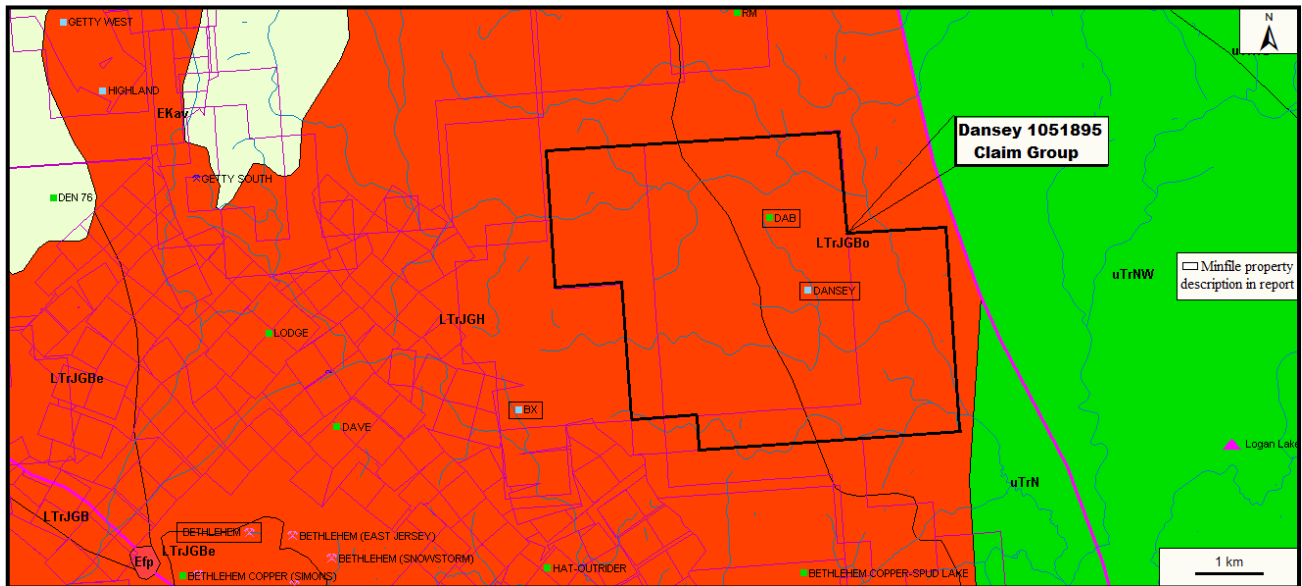 GETTY WEST
RM
N
HIGHLAND
EKav
Dansey 1051895
Claim Group
GETTY SOUTH
DEN 76
DAB
LTrJGBo
uTrNW
Minfile property
description in report
DANSEY
LTrJGH
LODGE
LTrJGBe
BX
DAVE
Logan Lake
uTrN
LTrJGB
BETHLEHEM
BETHLEHEM (EAST JERSEY)
LTrJGBe
Efp
BETHLEHEM (SNOWSTORM)
1 km
BETHLEHEM COPPER (SIMONS)
HAT-OUTRIDER
BETHLEHEM COPPER-SPUD LAKE